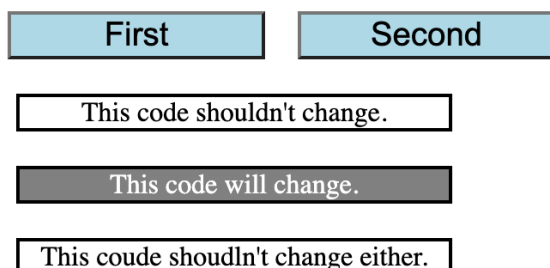 First Second
This code shouldn't change.
This code will change.
This coude shoudln't change either.